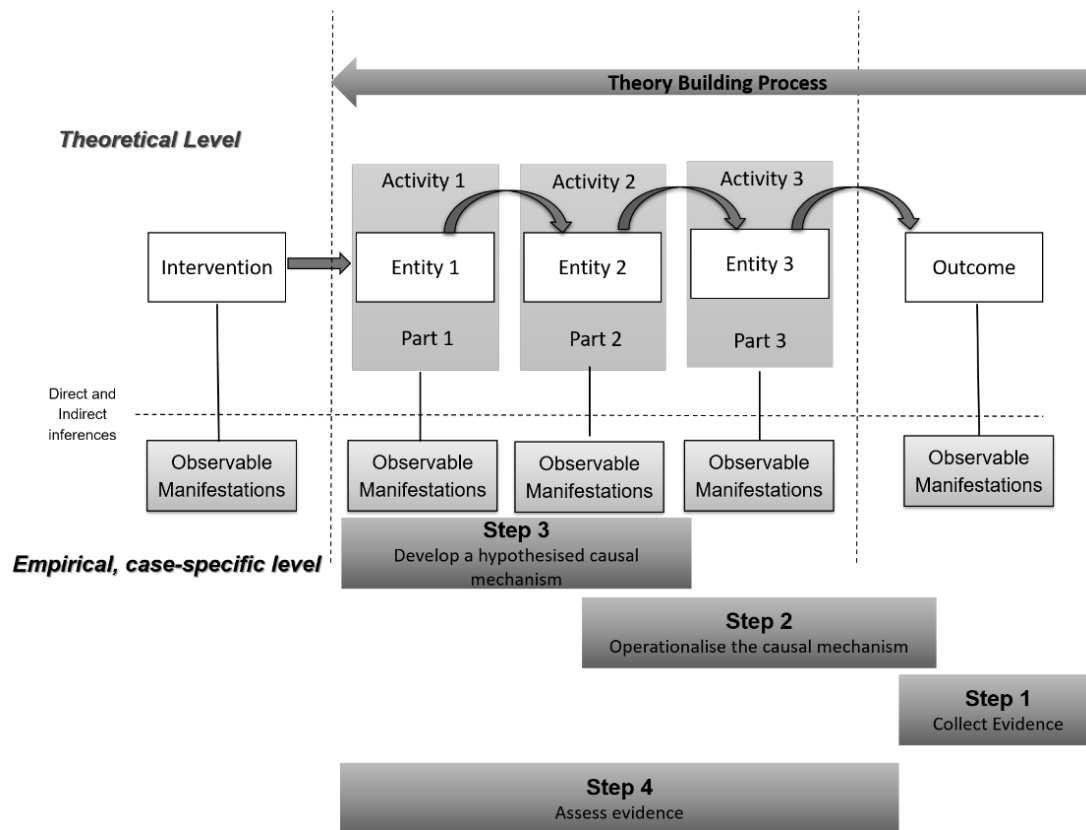 Theory Building Process
Theoretical Level
Activity 1
Activity 2
Activity 3
Intervention
Entity 1
Entity 2
Entity 3
Outcome
Part 1
Part 2
Part 3
Direct and
Indirect
inferences
Observable
Manifestations
Observable
Manifestations
Observable
Manifestations
Observable
Manifestations
Observable
Manifestations
Empirical, case-specific level
Step 3
Develop a hypothesised causal
mechanism
Step 2
Operationalise the causal mechanism
Step 1
Collect Evidence
Step 4
Assess evidence